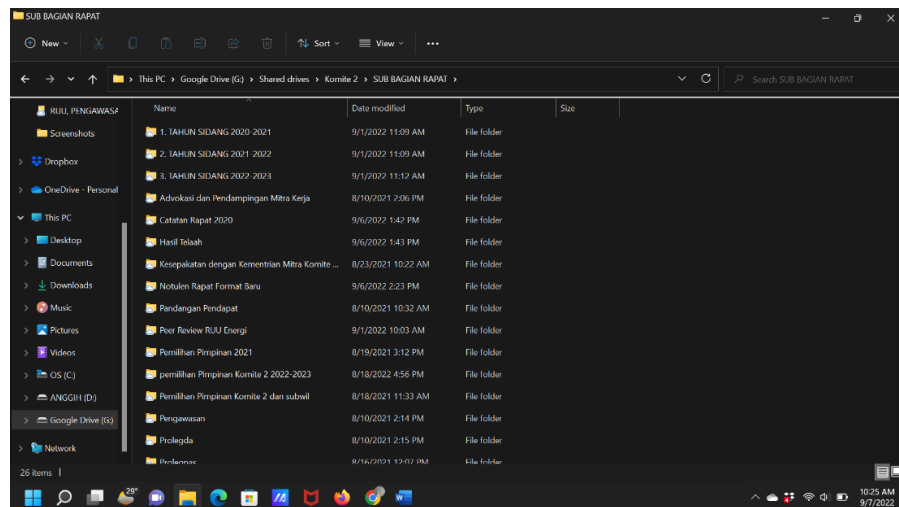 SUB BAGIAN RAPAT
New
Sort
View
This PC > Google Drive (G:) > Shared drives > Komite 2 > SUB BAGIAN RAPAT >
Search SUB BAGIAN RAPAT
Name Date modified Type Size
1. TAHUN SIDANG 2020-2021 9/1/2022 11:09 AM File folder
2. TAHUN SIDANG 2021-2022 9/1/2022 11:09 AM File folder
3. TAHUN SIDANG 2022-2023 9/1/2022 11:12 AM File folder
Advokasi dan Pendampingan Mitra Kerja 8/10/2021 2:06 PM File folder
Catatan Rapat 2020 9/6/2022 1:42 PM File folder
Hasil Telaah 9/6/2022 1:43 PM File folder
Kesepakatan dengan Kementrian Mitra Komite ... 8/23/2021 10:22 AM File folder
Notulen Rapat Format Baru 9/6/2022 2:23 PM File folder
Pandangan Pendapat 8/10/2021 10:32 AM File folder
Peer Review RUU Energi 9/1/2022 10:03 AM File folder
Pemilihan Pimpinan 2021 8/19/2021 3:12 PM File folder
pemilihan Pimpinan Komite 2 2022-2023 8/18/2022 4:56 PM File folder
Pemilihan Pimpinan Komite 2 dan subwil 8/18/2021 11:33 AM File folder
Pengawasan 8/10/2021 2:14 PM File folder
Prolegda 8/10/2021 2:15 PM File folder
Prolegnas 8/16/2021 12:07 PM File folder
RUU, PENGAWASA
Screenshots
Dropbox
OneDrive - Personal
This PC
Desktop
Documents
Downloads
Music
Pictures
Videos
OS (C:)
ANGGIH (D:)
Google Drive (G:)
Network
26 items
29°
10:25 AM
9/7/2022